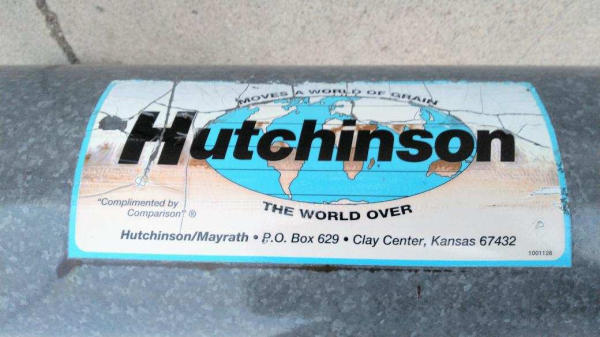 MOVES A WORLD OF GRAIN
Hutchinson
"Complimented by
Comparison" ®
THE WORLD OVER
Hutchinson/Mayrath • P.O. Box 629 • Clay Center, Kansas 67432
1001126